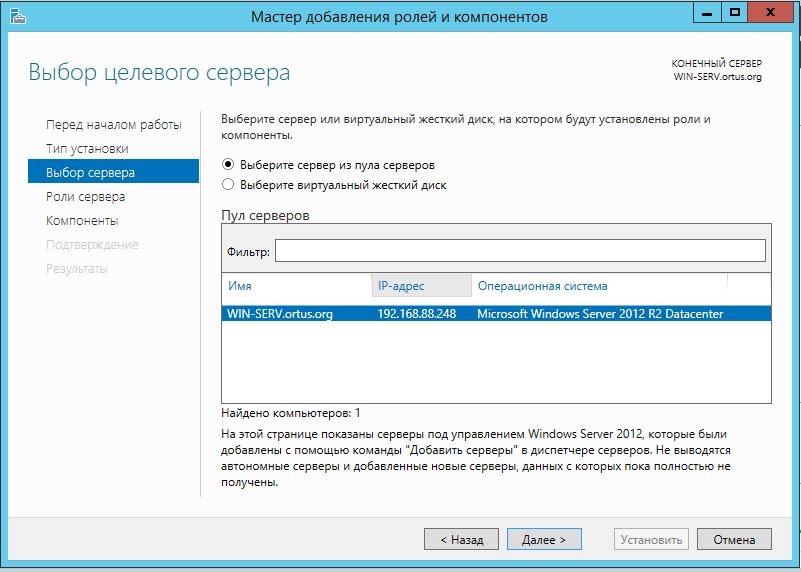 Мастер добавления ролей и компонентов
Выбор целевого сервера
КОНЕЧНЫЙ СЕРВЕР
WIN-SERV.ortus.org
Перед началом работы
Тип установки
Выбор сервера
Роли сервера
Компоненты
Подтверждение
Результаты
Выберите сервер или виртуальный жесткий диск, на котором будут установлены роли и
компоненты.
Выберите сервер из пула серверов
Выберите виртуальный жесткий диск
Пул серверов
Фильтр:
Имя IP-адрес Операционная система
WIN-SERV.ortus.org 192.168.88.248 Microsoft Windows Server 2012 R2 Datacenter
Найдено компьютеров: 1
На этой странице показаны серверы под управлением Windows Server 2012, которые были
добавлены с помощью команды "Добавить серверы" в диспетчере серверов. Не выводятся
автономные серверы и добавленные новые серверы, данных с которых пока полностью не
получены.
< Назад Далее > Установить Отмена